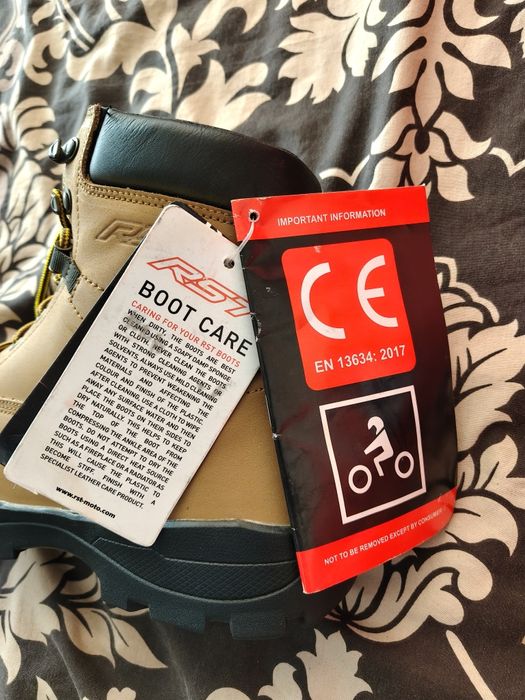 RST
RST
BOOT CARE
CARING FOR YOUR RST BOOTS
WHEN DIRTY, THE BOOTS ARE BEST
CLEANED USING A SOAPY DAMP SPONGE
OR CLOTH. NEVER CLEAN THE BOOTS
WITH STRONG CLEANING AGENTS OR
SOLVENTS, ALWAYS USE MILD CLEANING
AGENTS TO PREVENT WEAKENING THE
MATERIALS AND AFFECTING THE
COLOUR AND FINISH OF THE PLASTIC.
AFTER CLEANING, USE A CLOTH TO WIPE
AWAY ANY SURFACE WATER AND THEN
PLACE THE BOOTS ON THEIR SIDES TO
DRY NATURALLY. THIS HELPS TO KEEP
THE TOP OF THE BOOT FROM
COMPRESSING THE ANKLE AREA OF THE
BOOTS. DO NOT ATTEMPT TO DRY THE
BOOTS USING A DIRECT HEAT SOURCE
SUCH AS A FIREPLACE OR A RADIATOR AS
THIS WILL CAUSE THE PLASTIC TO
BECOME STIFF. FINISH WITH A
SPECIALIST LEATHER CARE PRODUCT.
www.rst-moto.com
IMPORTANT INFORMATION
CE
EN 13634: 2017
NOT TO BE REMOVED EXCEPT BY CONSUMER